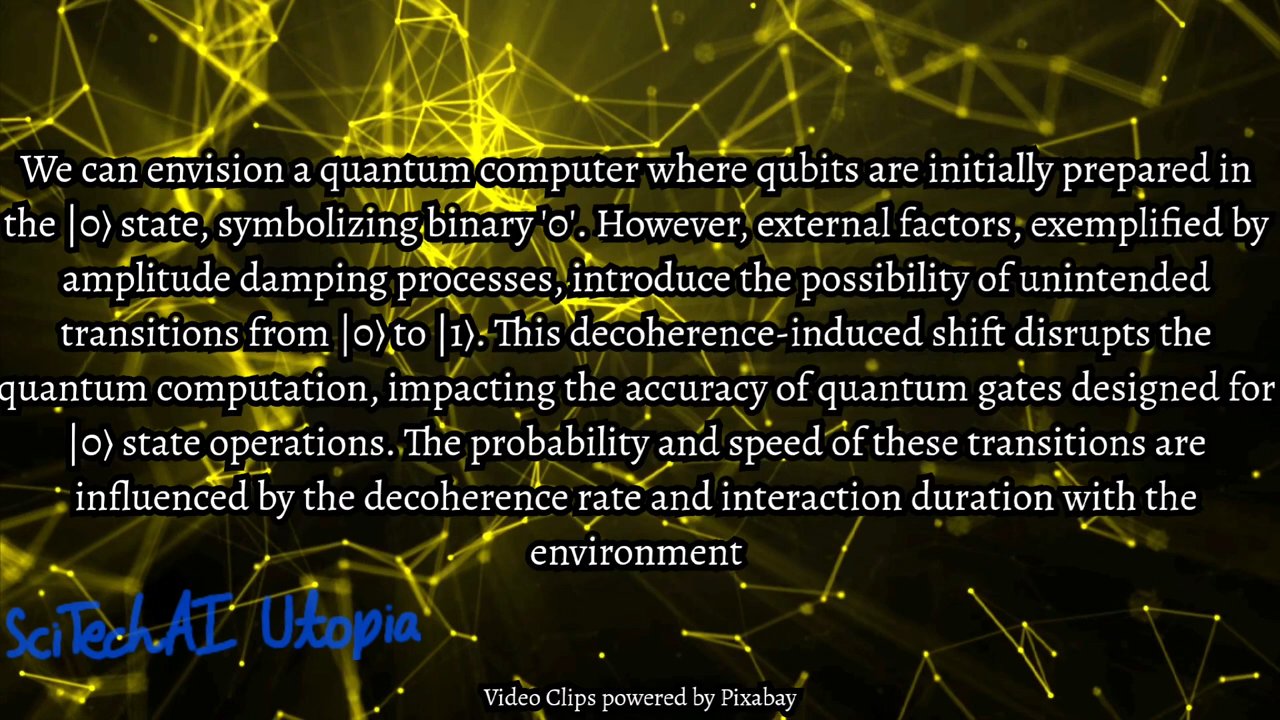 We can envision a quantum computer where qubits are initially prepared in
the |0⟩ state, symbolizing binary '0'. However, external factors, exemplified by
amplitude damping processes, introduce the possibility of unintended
transitions from |0⟩ to |1⟩. This decoherence-induced shift disrupts the
quantum computation, impacting the accuracy of quantum gates designed for
|0⟩ state operations. The probability and speed of these transitions are
influenced by the decoherence rate and interaction duration with the
environment
SciTechAI Utopia
Video Clips powered by Pixabay